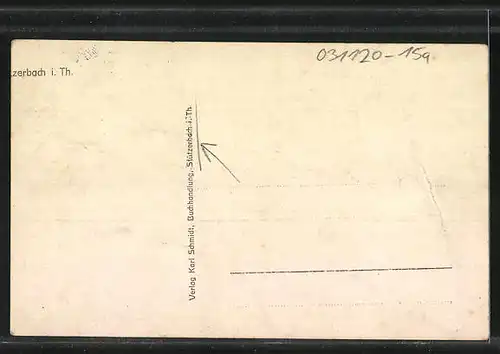 031120-15a
zerbach i. Th.
Verlag Karl Schmidt, Buchhandlung, Stützerbach i. Th.